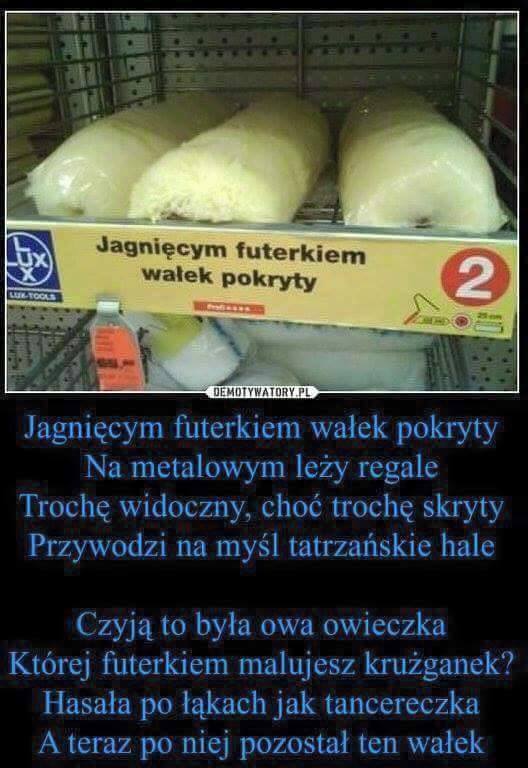 Jagnięcym futerkiem
wałek pokryty
2
LUX
LUX-TOOLS
25 cm
DEMOTYWATORY.PL
Jagnięcym futerkiem wałek pokryty
Na metalowym leży regale
Trochę widoczny, choć trochę skryty
Przywodzi na myśl tatrzańskie hale
Czyją to była owa owieczka
Której futerkiem malujesz krużganek?
Hasała po łąkach jak tancereczka
A teraz po niej pozostał ten wałek